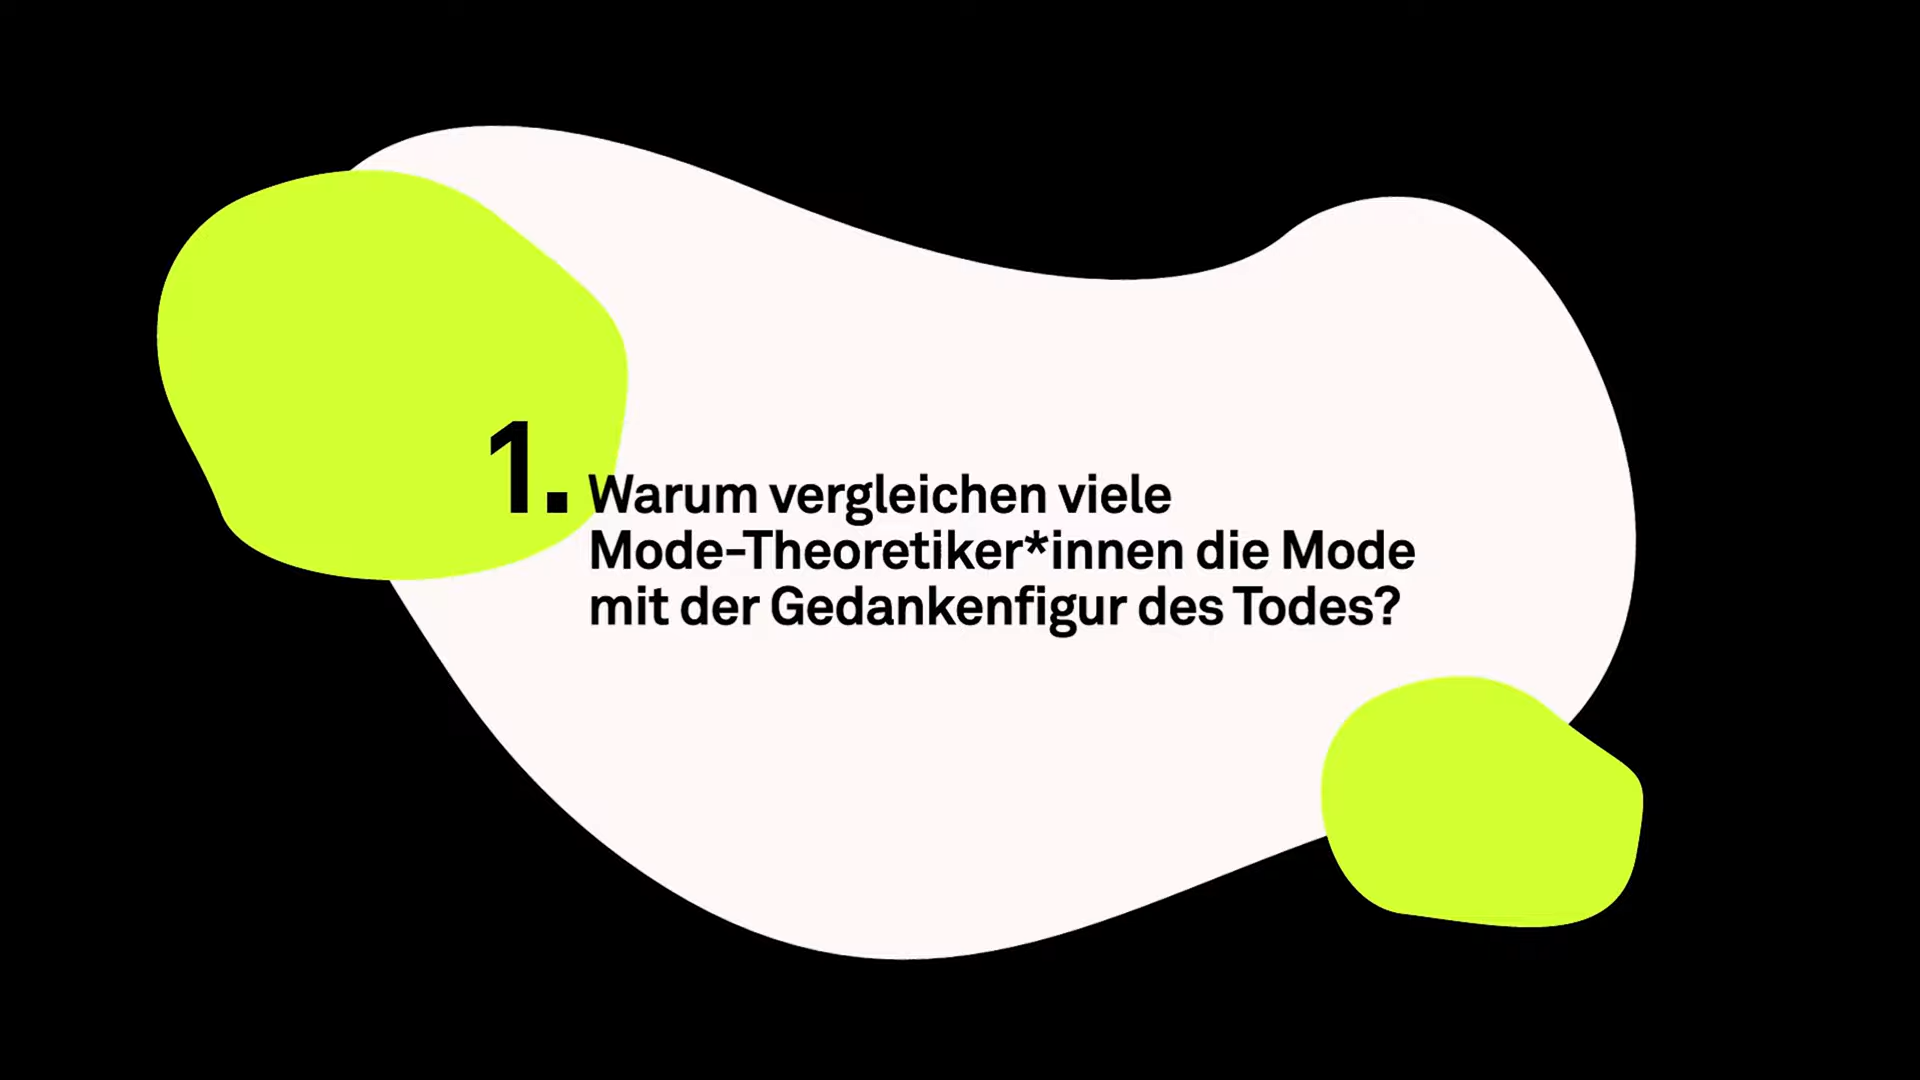 1. Warum vergleichen viele
Mode-Theoretiker*innen die Mode
mit der Gedankenfigur des Todes?